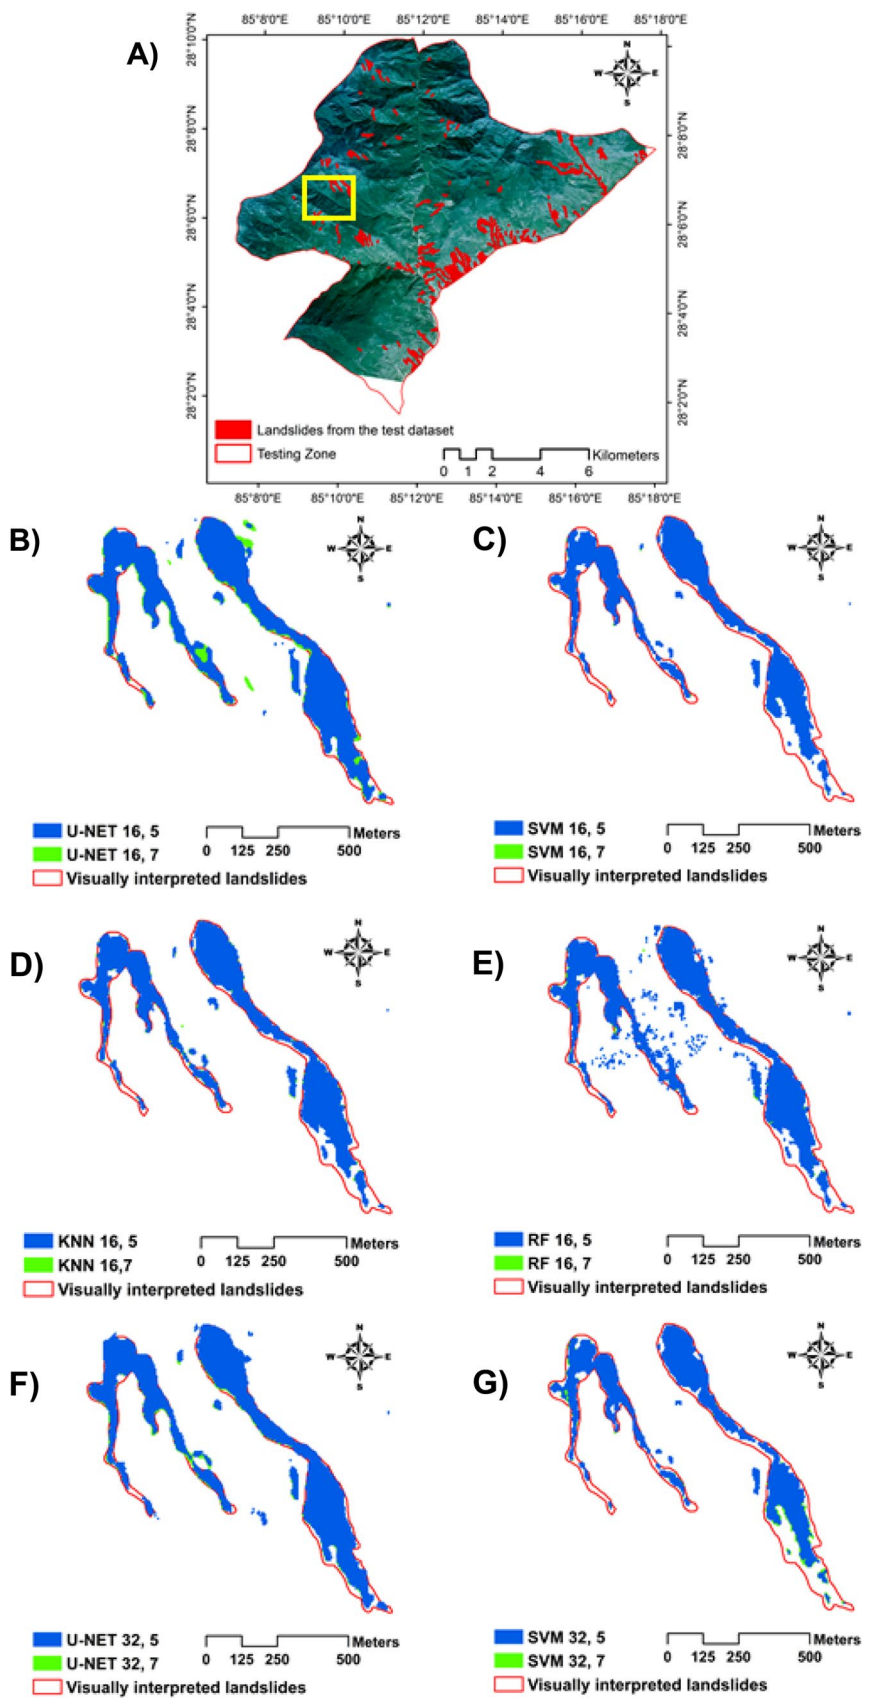 A)
85°8'0"E 85°10'0"E 85°12'0"E 85°14'0"E 85°16'0"E 85°18'0"E
28°10'0"N
28°8'0"N
28°6'0"N
28°4'0"N
28°2'0"N
28°8'0"N
28°6'0"N
28°4'0"N
28°2'0"N
N
W E
S
Landslides from the test dataset
Testing Zone
Kilometers
0 1 2 4 6
85°8'0"E 85°10'0"E 85°12'0"E 85°14'0"E 85°16'0"E 85°18'0"E
B)
N
W E
S
U-NET 16, 5
U-NET 16, 7
Visually interpreted landslides
Meters
0 125 250 500
C)
N
W E
S
SVM 16, 5
SVM 16, 7
Visually interpreted landslides
Meters
0 125 250 500
D)
N
W E
S
KNN 16, 5
KNN 16,7
Visually interpreted landslides
Meters
0 125 250 500
E)
N
W E
S
RF 16, 5
RF 16, 7
Visually interpreted landslides
Meters
0 125 250 500
F)
N
W E
S
U-NET 32, 5
U-NET 32, 7
Visually interpreted landslides
Meters
0 125 250 500
G)
N
W E
S
SVM 32, 5
SVM 32, 7
Visually interpreted landslides
Meters
0 125 250 500